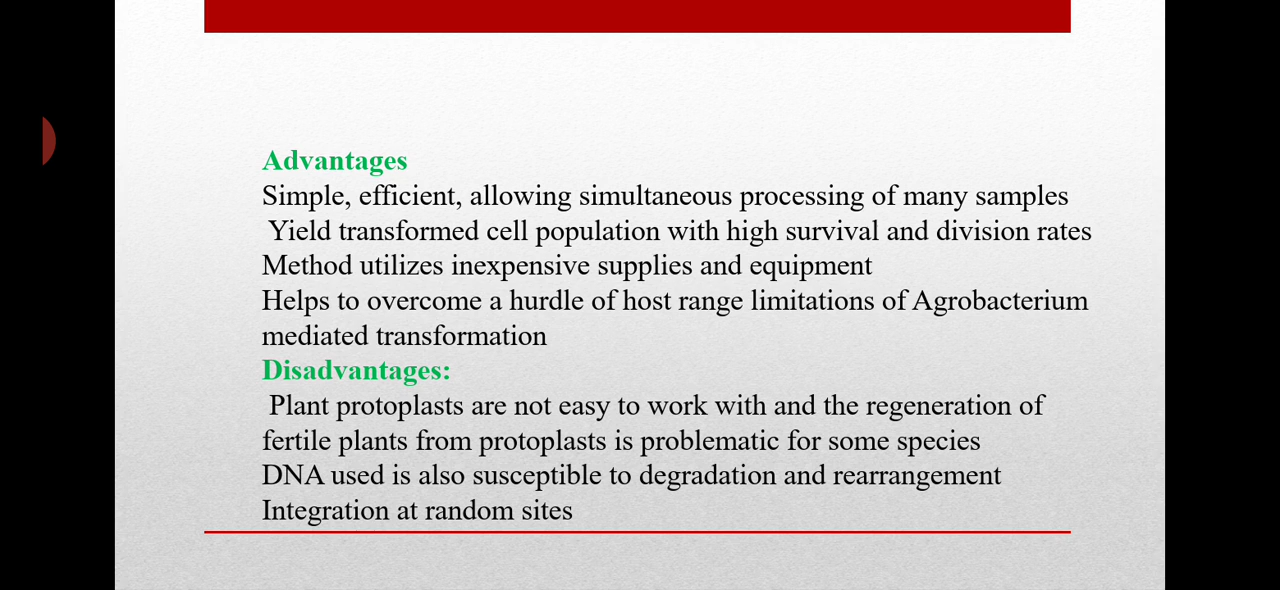 Advantages
Simple, efficient, allowing simultaneous processing of many samples
Yield transformed cell population with high survival and division rates
Method utilizes inexpensive supplies and equipment
Helps to overcome a hurdle of host range limitations of Agrobacterium
mediated transformation
Disadvantages:
Plant protoplasts are not easy to work with and the regeneration of
fertile plants from protoplasts is problematic for some species
DNA used is also susceptible to degradation and rearrangement
Integration at random sites